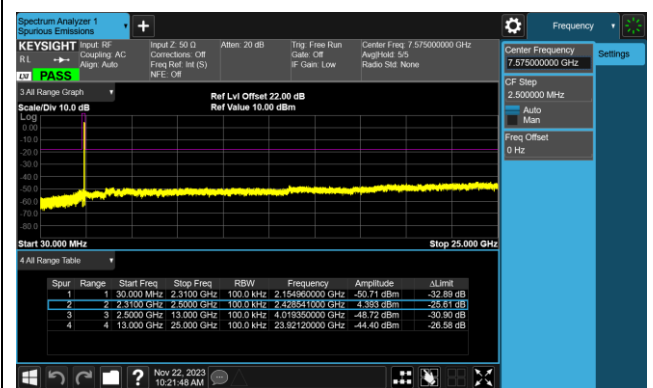 Spectrum Analyzer 1
Spurious Emissions
Frequency
KEYSIGHT Input: RF Input Z: 50 Ω Atten: 20 dB Trig: Free Run Center Freq: 7.575000000 GHz
RL Coupling: AC Corrections: Off Gate: Off Avg|Hold: 5/5
Align: Auto Freq Ref: Int (S) IF Gain: Low Radio Std: None
LXI PASS NFE: Off
Center Frequency
7.575000000 GHz
Settings
CF Step
2.500000 MHz
Auto
Man
Freq Offset
0 Hz
3 All Range Graph
Ref Lvl Offset 22.00 dB
Scale/Div 10.0 dB Ref Value 10.00 dBm
Log
0.00
-10.0
-20.0
-30.0
-40.0
-50.0
-60.0
-70.0
-80.0
Start 30.000 MHz Stop 25.000 GHz
4 All Range Table
Spur Range Start Freq Stop Freq RBW Frequency Amplitude ΔLimit
1 1 30.000 MHz 2.3100 GHz 100.0 kHz 2.154960000 GHz -50.71 dBm -32.89 dB
2 2 2.3100 GHz 2.5000 GHz 100.0 kHz 2.428541000 GHz 4.393 dBm -25.61 dB
3 3 2.5000 GHz 13.000 GHz 100.0 kHz 4.019350000 GHz -48.72 dBm -30.90 dB
4 4 13.000 GHz 25.000 GHz 100.0 kHz 23.92120000 GHz -44.40 dBm -26.58 dB
? Nov 22, 2023
10:21:48 AM